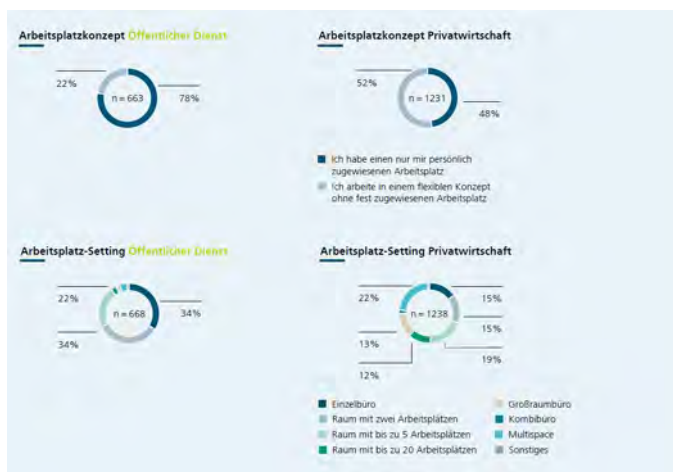 Arbeitsplatzkonzept Öffentlicher Dienst
22%
n = 663
78%
Arbeitsplatzkonzept Privatwirtschaft
52%
n = 1231
48%
Ich habe einen nur mir persönlich
zugewiesenen Arbeitsplatz
Ich arbeite in einem flexiblen Konzept
ohne fest zugewiesenen Arbeitsplatz
Arbeitsplatz-Setting Öffentlicher Dienst
22%
n = 668
34%
34%
Arbeitsplatz-Setting Privatwirtschaft
22%
15%
n = 1238
15%
13%
19%
12%
Einzelbüro
Raum mit zwei Arbeitsplätzen
Raum mit bis zu 5 Arbeitsplätzen
Raum mit bis zu 20 Arbeitsplätzen
Großraumbüro
Kombibüro
Multispace
Sonstiges